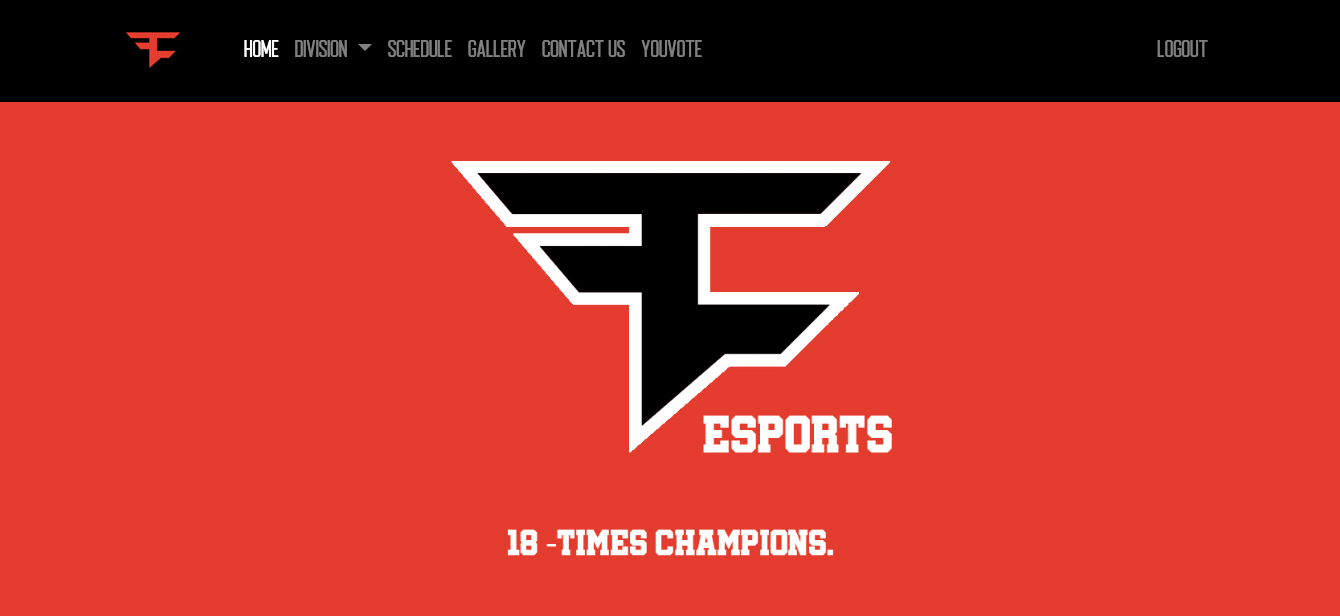 HOME DIVISION SCHEDULE GALLERY CONTACT US YOUVOTE LOGOUT
ESPORTS
18 -TIMES CHAMPIONS.